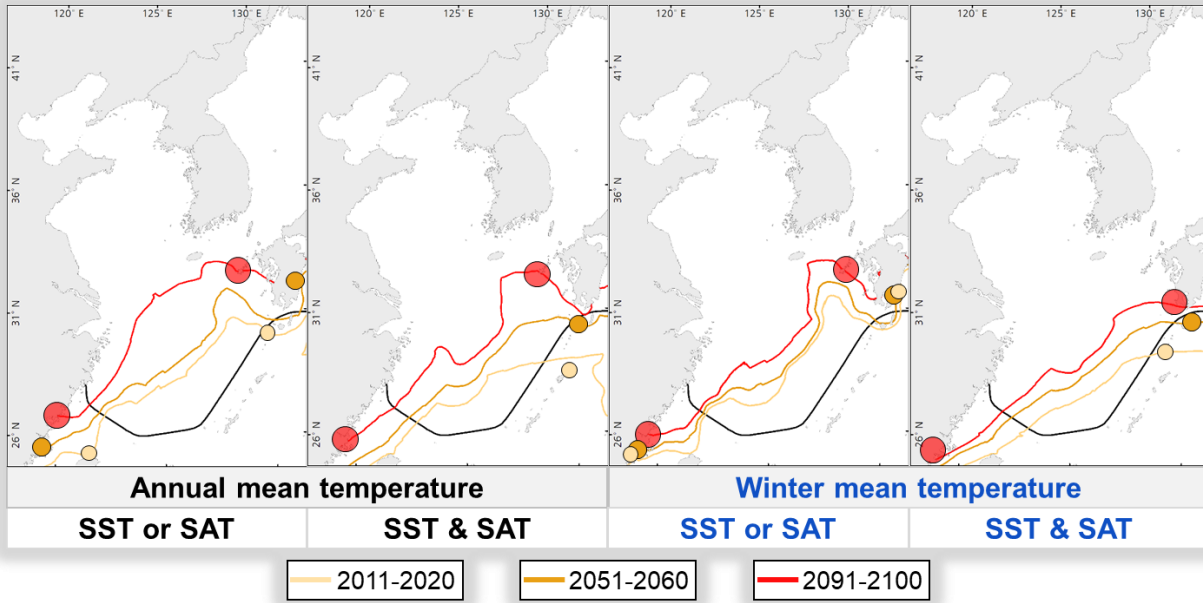 120° E 125° E 130° E 120° E 125° E 130° E 120° E 125° E 130° E 120° E 125° E 130° E
41° N 41° N 41° N 41° N
36° N 36° N 36° N 36° N
31° N 31° N 31° N 31° N
26° N 26° N 26° N 26° N
Annual mean temperature Winter mean temperature
SST or SAT SST & SAT SST or SAT SST & SAT
2011-2020 2051-2060 2091-2100